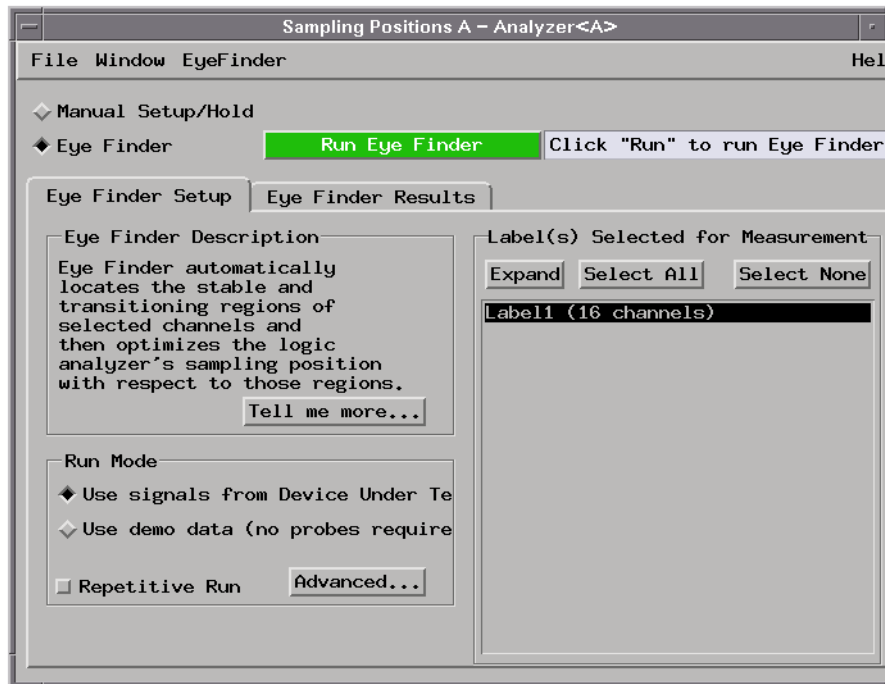 Sampling Positions A – Analyzer<A>
File Window EyeFinder Hel
Manual Setup/Hold
Eye Finder Run Eye Finder Click "Run" to run Eye Finder
Eye Finder Setup Eye Finder Results
Eye Finder Description
Eye Finder automatically
locates the stable and
transitioning regions of
selected channels and
then optimizes the logic
analyzer's sampling position
with respect to those regions.
Tell me more...
Run Mode
Use signals from Device Under Te
Use demo data (no probes require
Repetitive Run Advanced...
Label(s) Selected for Measurement
Expand Select All Select None
Label1 (16 channels)